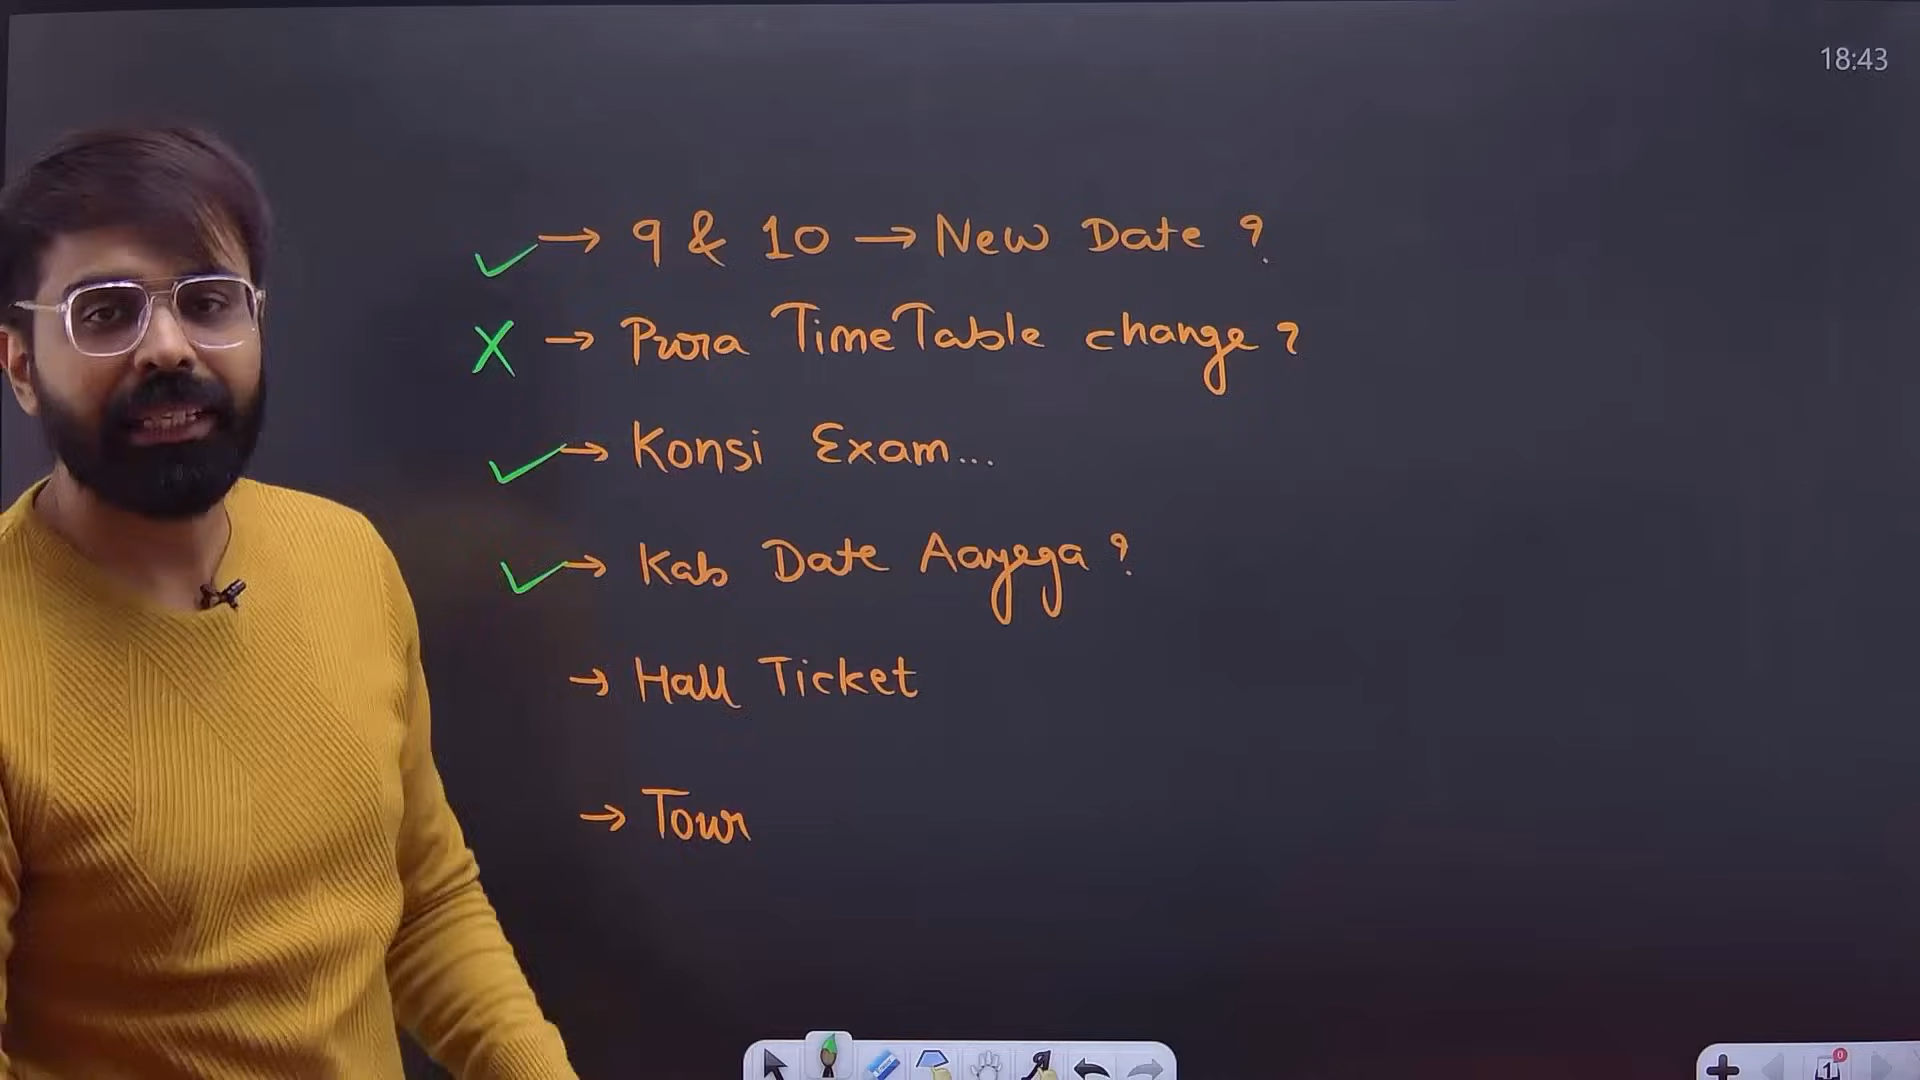 18:43
→ 9 & 10 → New Date ?
→ Pura TimeTable change ?
→ Konsi Exam...
→ Kab Date Aayega ?
→ Hall Ticket
→ Tour